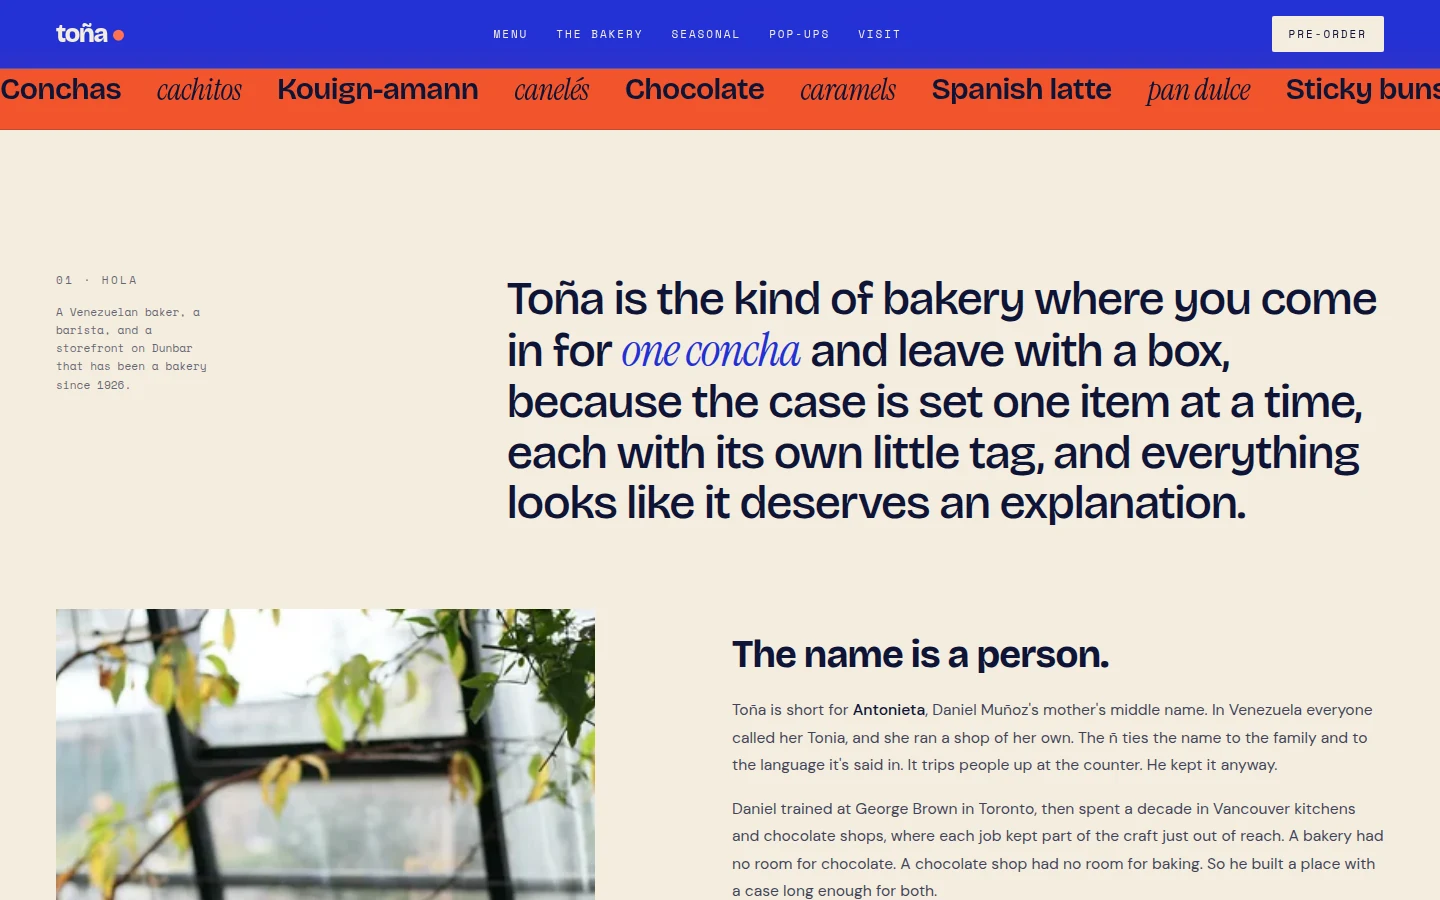 toña
MENU THE BAKERY SEASONAL POP-UPS VISIT
PRE-ORDER
Conchas cachitos Kouign-amann canelés Chocolate caramels Spanish latte pan dulce Sticky buns
01 · HOLA
A Venezuelan baker, a
barista, and a
storefront on Dunbar
that has been a bakery
since 1926.
Toña is the kind of bakery where you come
in for one concha and leave with a box,
because the case is set one item at a time,
each with its own little tag, and everything
looks like it deserves an explanation.
The name is a person.
Toña is short for Antonieta, Daniel Muñoz's mother's middle name. In Venezuela everyone
called her Tonia, and she ran a shop of her own. The ñ ties the name to the family and to
the language it's said in. It trips people up at the counter. He kept it anyway.
Daniel trained at George Brown in Toronto, then spent a decade in Vancouver kitchens
and chocolate shops, where each job kept part of the craft just out of reach. A bakery had
no room for chocolate. A chocolate shop had no room for baking. So he built a place with
a case long enough for both.